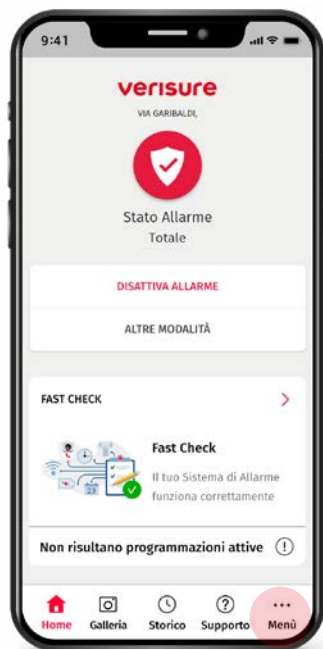 9:41
verisure
VIA GARIBALDI,
Stato Allarme
Totale
DISATTIVA ALLARME
ALTRE MODALITÀ
FAST CHECK
Fast Check
Il tuo Sistema di Allarme
funziona correttamente
23
Non risultano programmazioni attive
Home Galleria Storico Supporto Menù